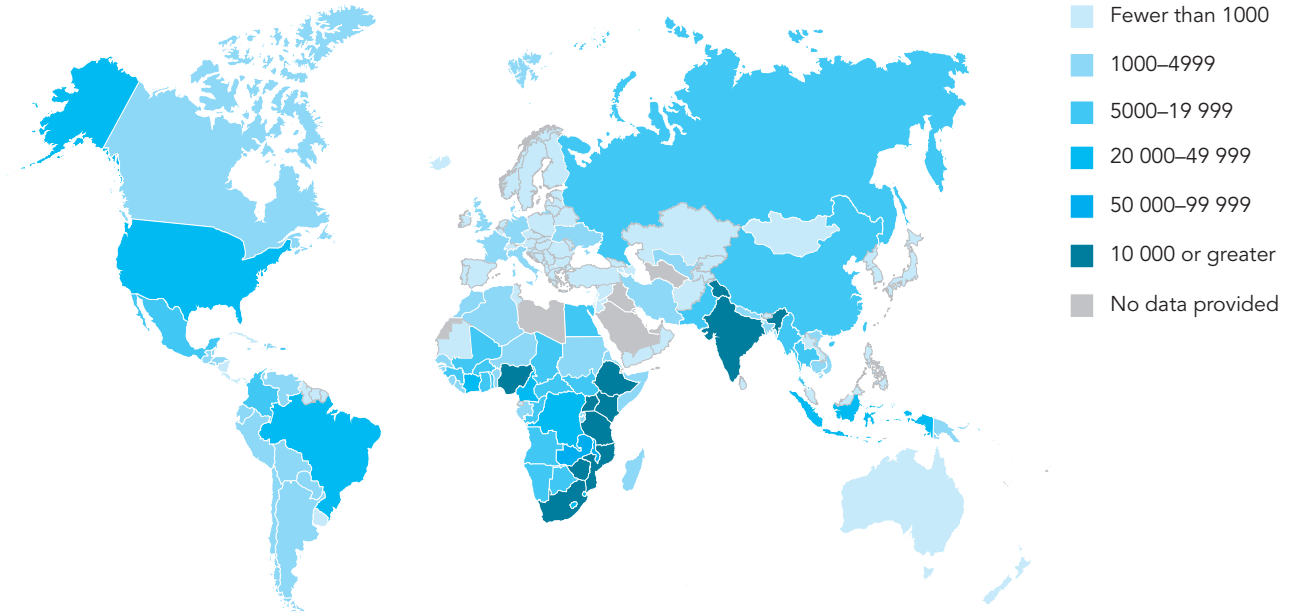 Fewer than 1000
1000–4999
5000–19 999
20 000–49 999
50 000–99 999
10 000 or greater
No data provided